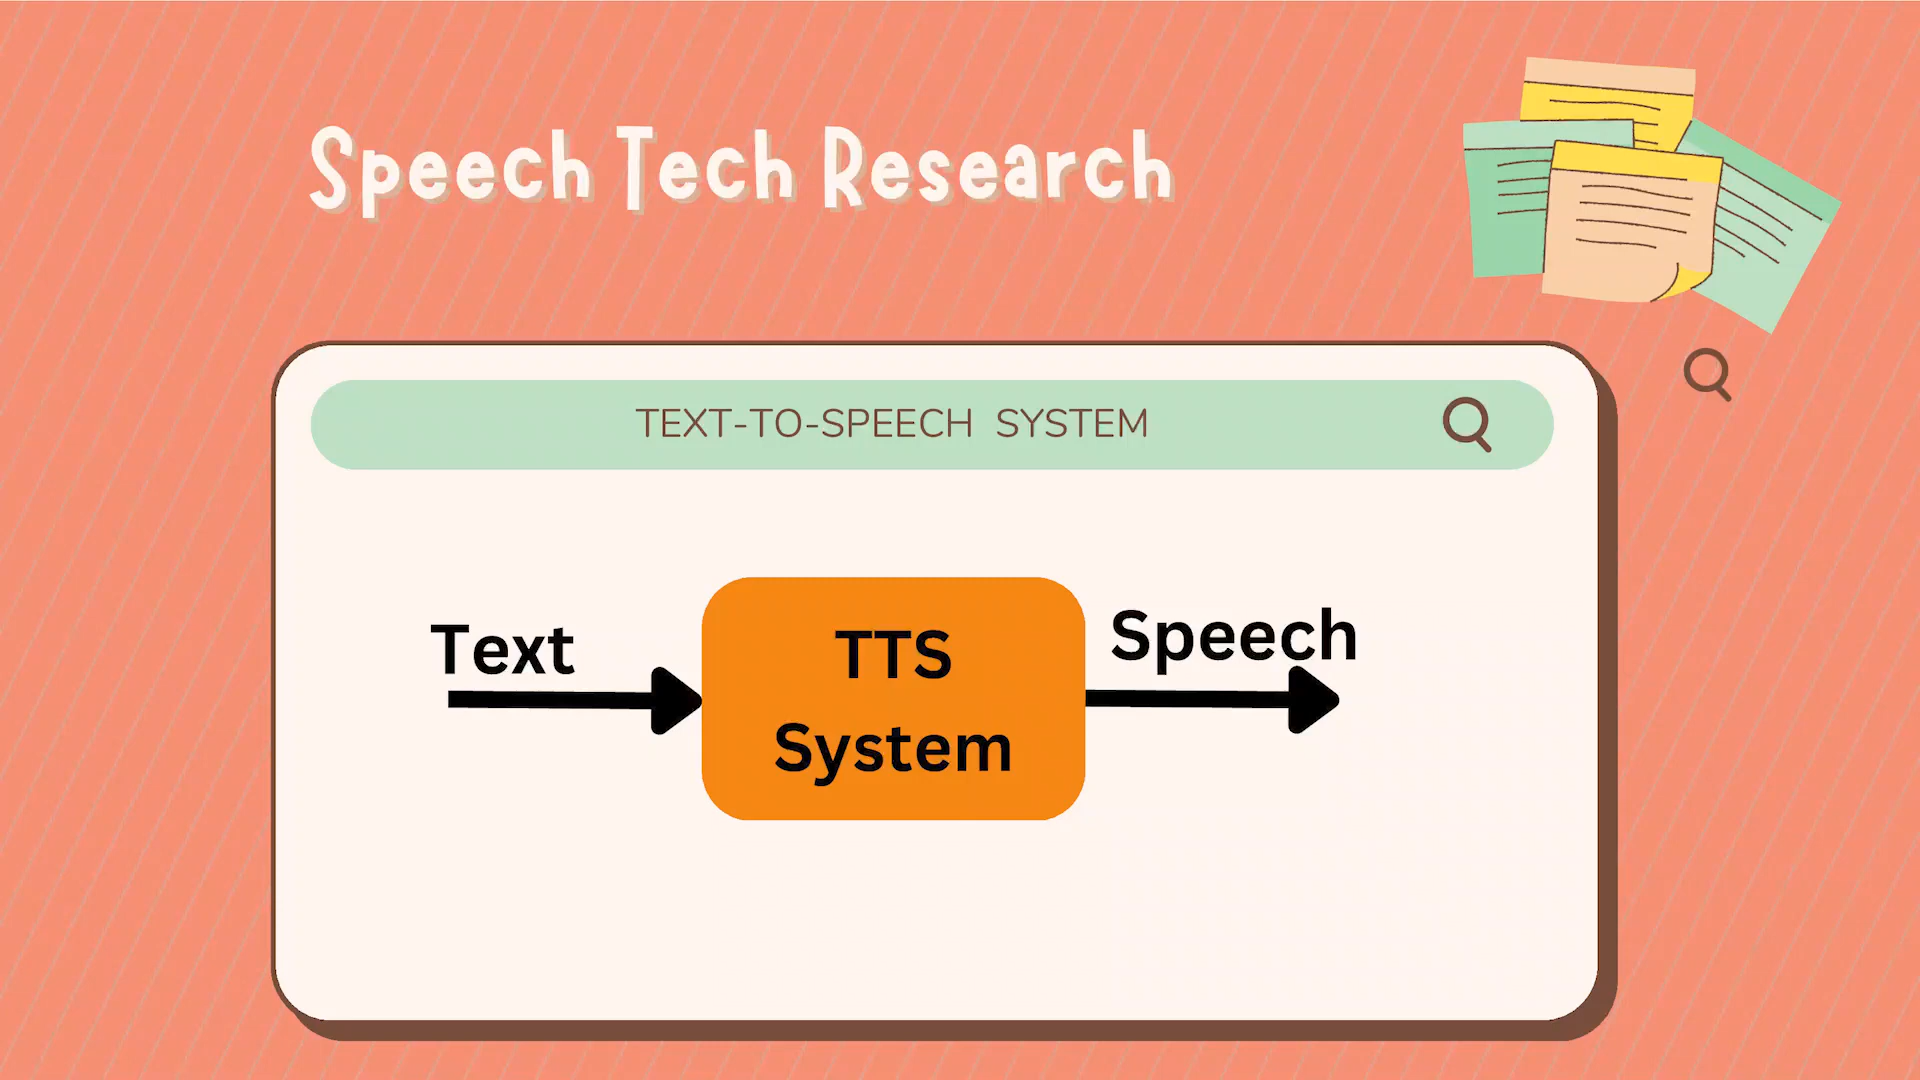 Speech Tech Research
TEXT-TO-SPEECH SYSTEM
Text
TTS
System
Speech